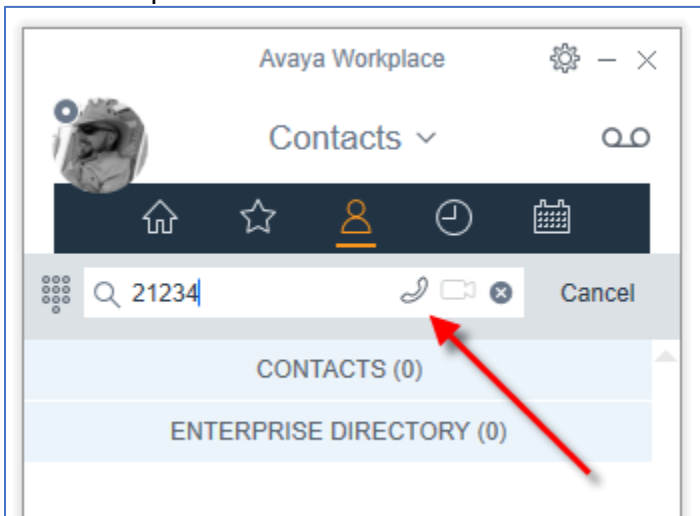 Avaya Workplace
Contacts
21234
Cancel
CONTACTS (0)
ENTERPRISE DIRECTORY (0)